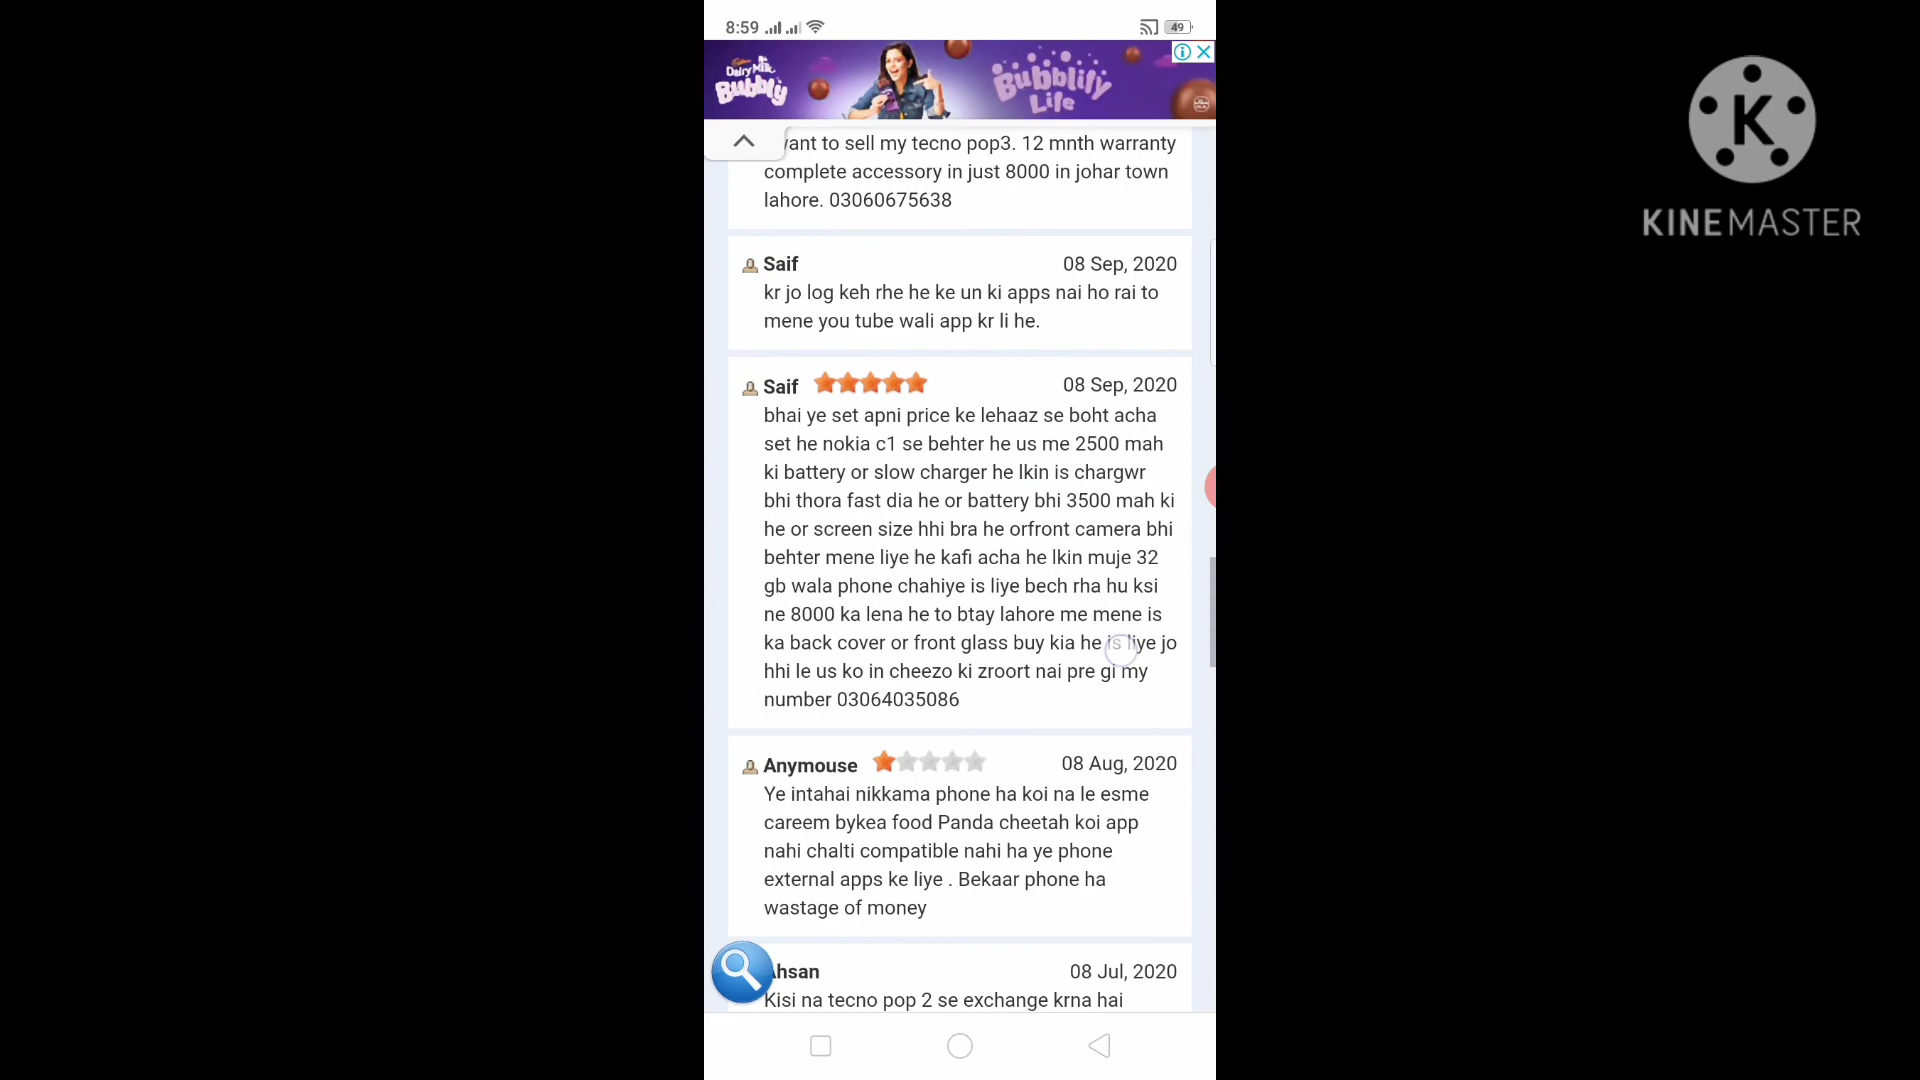 8:59
49
Cadbury
Dairy Milk
Bubbly
Bubblify
Life
want to sell my tecno pop3. 12 mnth warranty
complete accessory in just 8000 in johar town
lahore. 03060675638
Saif 08 Sep, 2020
kr jo log keh rhe he ke un ki apps nai ho rai to
mene you tube wali app kr li he.
Saif 08 Sep, 2020
bhai ye set apni price ke lehaaz se boht acha
set he nokia c1 se behter he us me 2500 mah
ki battery or slow charger he lkin is chargwr
bhi thora fast dia he or battery bhi 3500 mah ki
he or screen size hhi bra he orfront camera bhi
behter mene liye he kafi acha he lkin muje 32
gb wala phone chahiye is liye bech rha hu ksi
ne 8000 ka lena he to btay lahore me mene is
ka back cover or front glass buy kia he is liye jo
hhi le us ko in cheezo ki zroort nai pre gi my
number 03064035086
Anymouse 08 Aug, 2020
Ye intahai nikkama phone ha koi na le esme
careem bykea food Panda cheetah koi app
nahi chalti compatible nahi ha ye phone
external apps ke liye . Bekaar phone ha
wastage of money
Ahsan 08 Jul, 2020
Kisi na tecno pop 2 se exchange krna hai
K
KINEMASTER